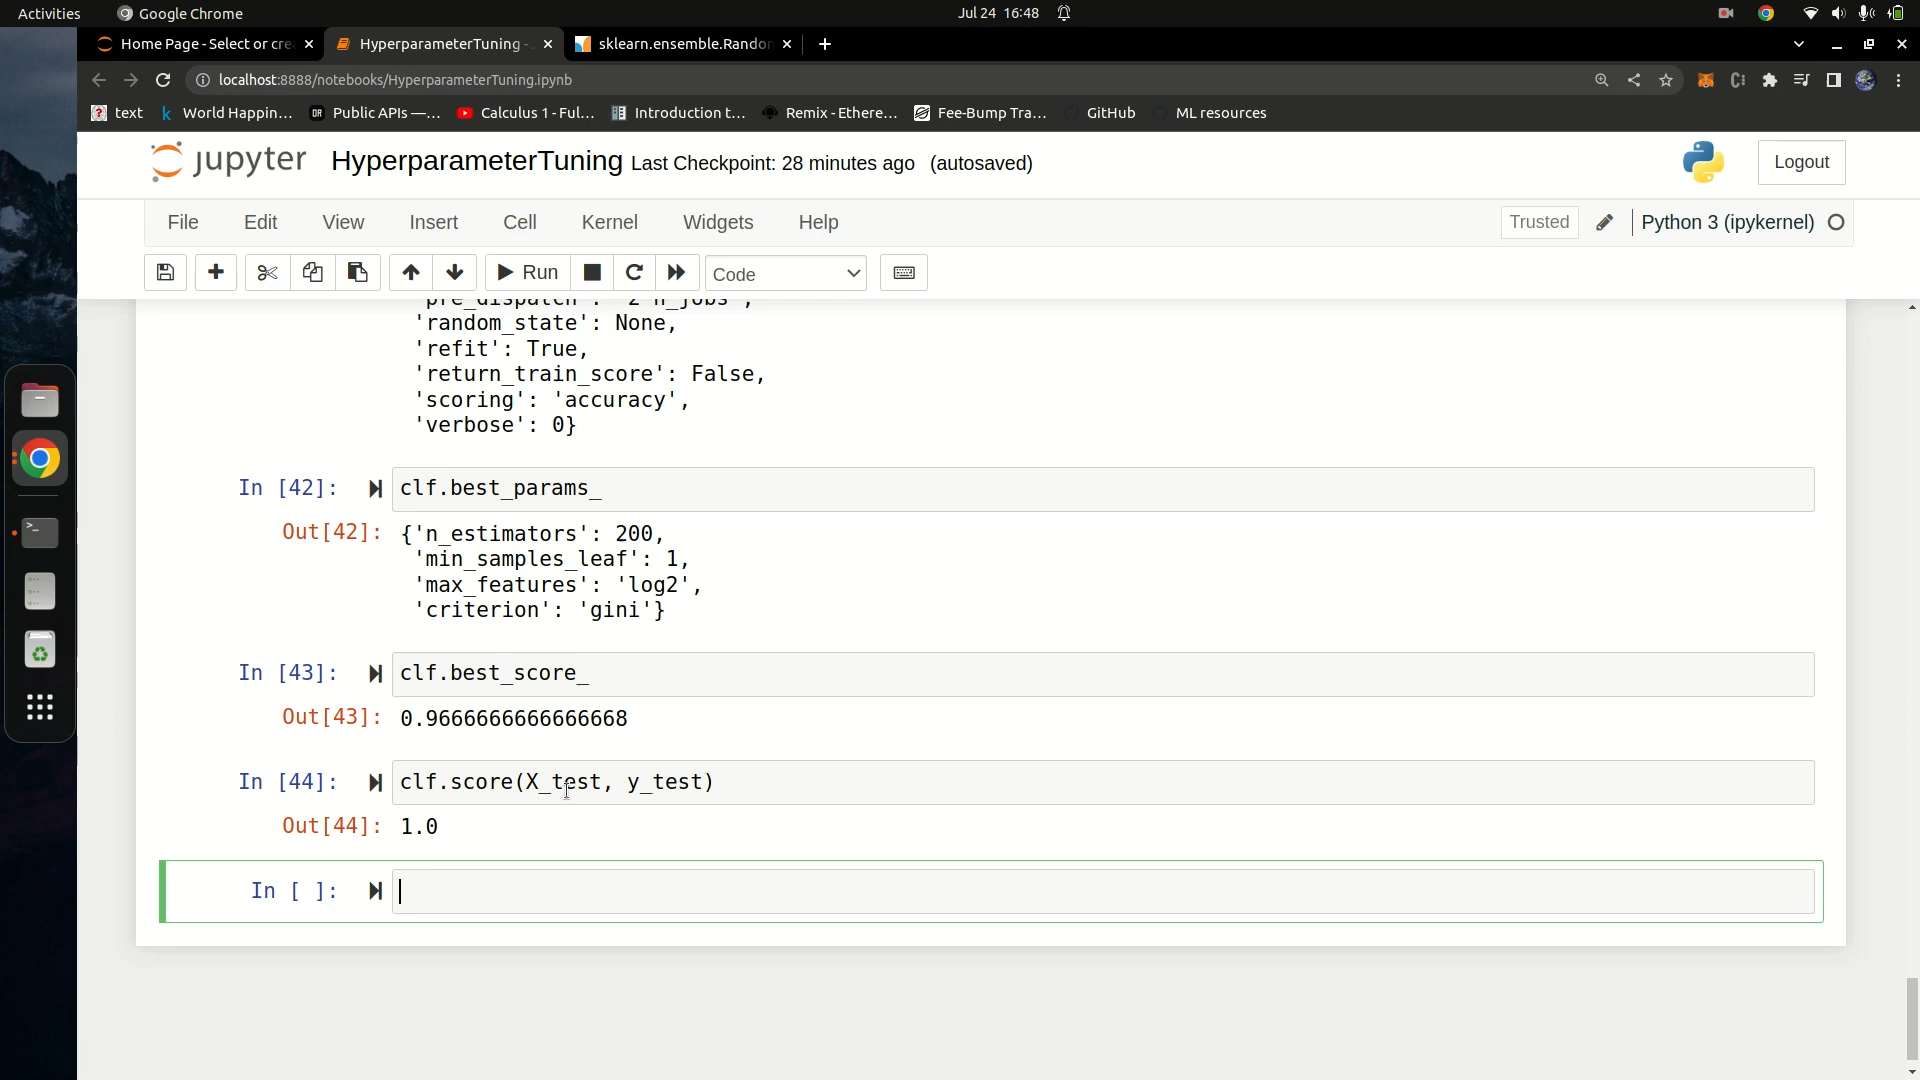 Activities
Google Chrome
Jul 24 16:48
Home Page - Select or cre
HyperparameterTuning -
sklearn.ensemble.Randor
localhost:8888/notebooks/HyperparameterTuning.ipynb
text
World Happin...
Public APIs —...
Calculus 1 - Ful...
Introduction t...
Remix - Ethere...
Fee-Bump Tra...
GitHub
ML resources
jupyter HyperparameterTuning Last Checkpoint: 28 minutes ago (autosaved)
Logout
File Edit View Insert Cell Kernel Widgets Help
Trusted
Python 3 (ipykernel)
Run
Code
'pre_dispatch': '2*n_jobs',
'random_state': None,
'refit': True,
'return_train_score': False,
'scoring': 'accuracy',
'verbose': 0}
In [42]: clf.best_params_
Out[42]: {'n_estimators': 200,
'min_samples_leaf': 1,
'max_features': 'log2',
'criterion': 'gini'}
In [43]: clf.best_score_
Out[43]: 0.9666666666666668
In [44]: clf.score(X_test, y_test)
Out[44]: 1.0
In [ ]: